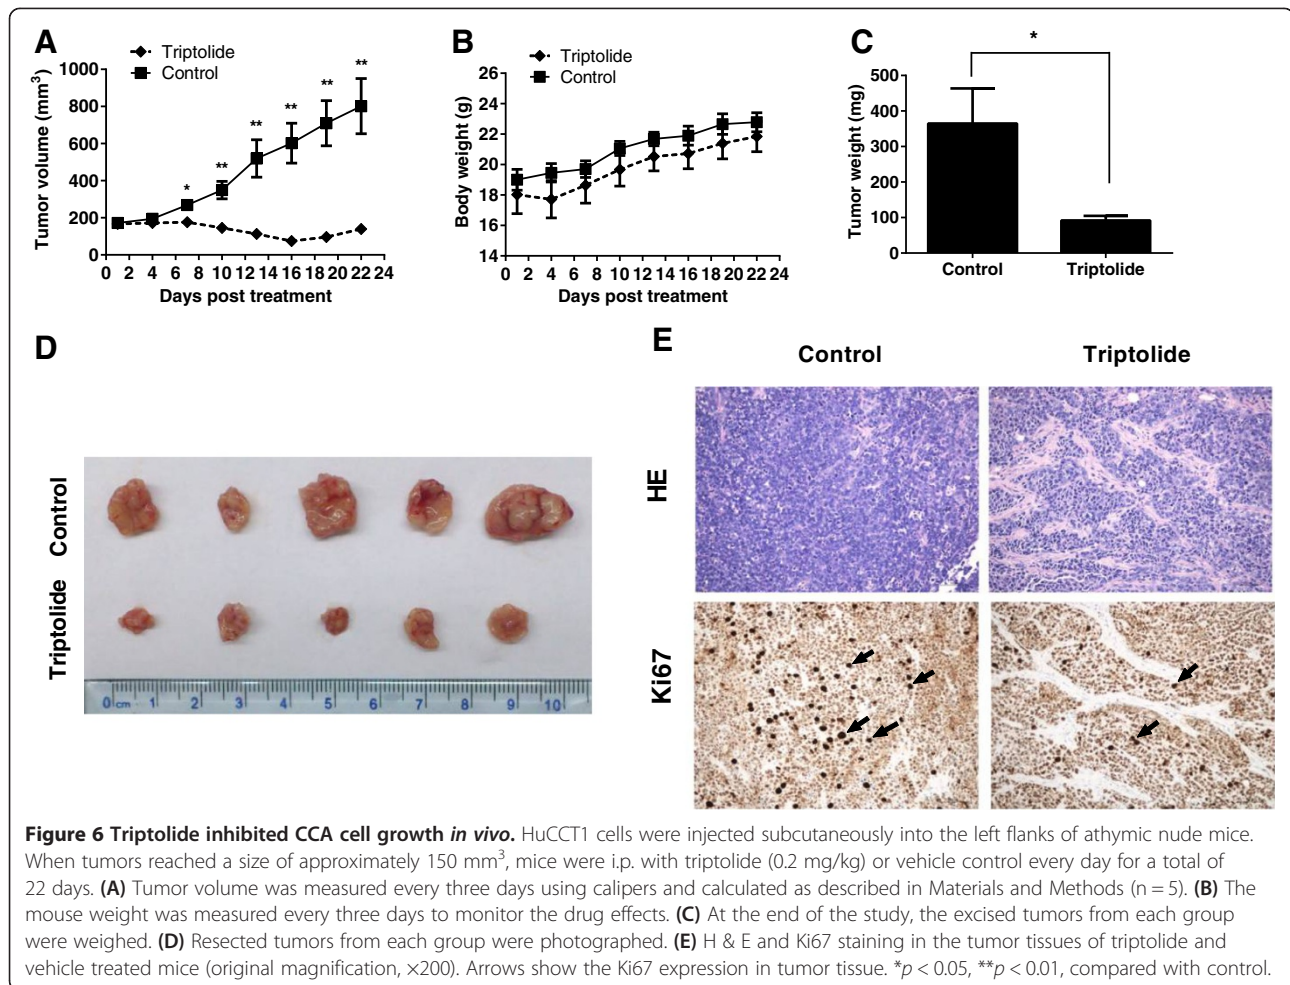 A
Triptolide
Control
Tumor volume (mm³)
1000
800
600
400
200
0
*
**
**
**
**
**
0 2 4 6 8 10 12 14 16 18 20 22 24
Days post treatment
B
Triptolide
Control
Body weight (g)
26
24
22
20
18
16
14
0 2 4 6 8 10 12 14 16 18 20 22 24
Days post treatment
C
*
Tumor weight (mg)
500
400
300
200
100
0
Control Triptolide
D
Control
Triptolide
0 cm 1 2 3 4 5 6 7 8 9 10
E
Control Triptolide
HE
Ki67
Figure 6 Triptolide inhibited CCA cell growth in vivo. HuCCT1 cells were injected subcutaneously into the left flanks of athymic nude mice.
When tumors reached a size of approximately 150 mm³, mice were i.p. with triptolide (0.2 mg/kg) or vehicle control every day for a total of
22 days. (A) Tumor volume was measured every three days using calipers and calculated as described in Materials and Methods (n = 5). (B) The
mouse weight was measured every three days to monitor the drug effects. (C) At the end of the study, the excised tumors from each group
were weighed. (D) Resected tumors from each group were photographed. (E) H & E and Ki67 staining in the tumor tissues of triptolide and
vehicle treated mice (original magnification, ×200). Arrows show the Ki67 expression in tumor tissue. *p < 0.05, **p < 0.01, compared with control.